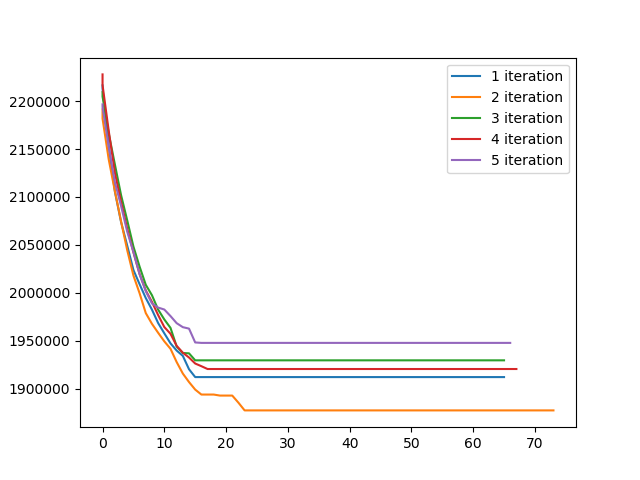 2200000
2150000
2100000
2050000
2000000
1950000
1900000
0 10 20 30 40 50 60 70
1 iteration
2 iteration
3 iteration
4 iteration
5 iteration